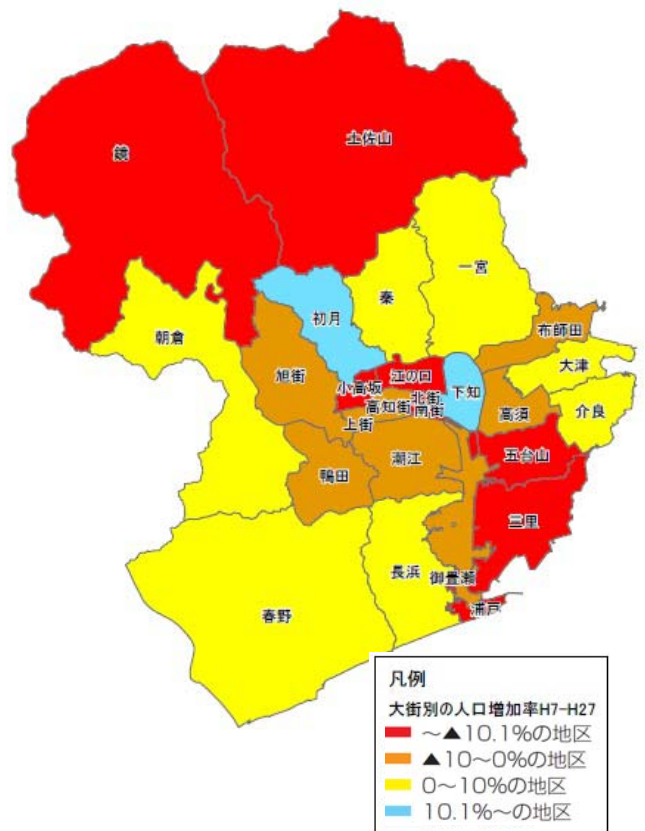 土佐山
鏡
一宮
秦
初月
布師田
朝倉
大津
旭街
江の口
下知
小高坂
北街
高知街
南街
介良
高須
上街
五台山
潮江
鴨田
三里
長浜
御畳瀬
浦戸
春野
凡例
大街別の人口増加率H7-H27
～▲10.1%の地区
▲10～0%の地区
0～10%の地区
10.1%～の地区